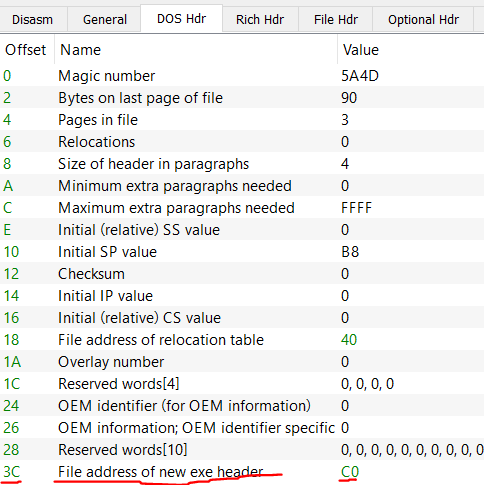 Disasm General DOS Hdr Rich Hdr File Hdr Optional Hdr
Offset Name Value
0 Magic number 5A4D
2 Bytes on last page of file 90
4 Pages in file 3
6 Relocations 0
8 Size of header in paragraphs 4
A Minimum extra paragraphs needed 0
C Maximum extra paragraphs needed FFFF
E Initial (relative) SS value 0
10 Initial SP value B8
12 Checksum 0
14 Initial IP value 0
16 Initial (relative) CS value 0
18 File address of relocation table 40
1A Overlay number 0
1C Reserved words[4] 0, 0, 0, 0
24 OEM identifier (for OEM information) 0
26 OEM information; OEM identifier specific 0
28 Reserved words[10] 0, 0, 0, 0, 0, 0, 0, 0, 0, 0
3C File address of new exe header C0